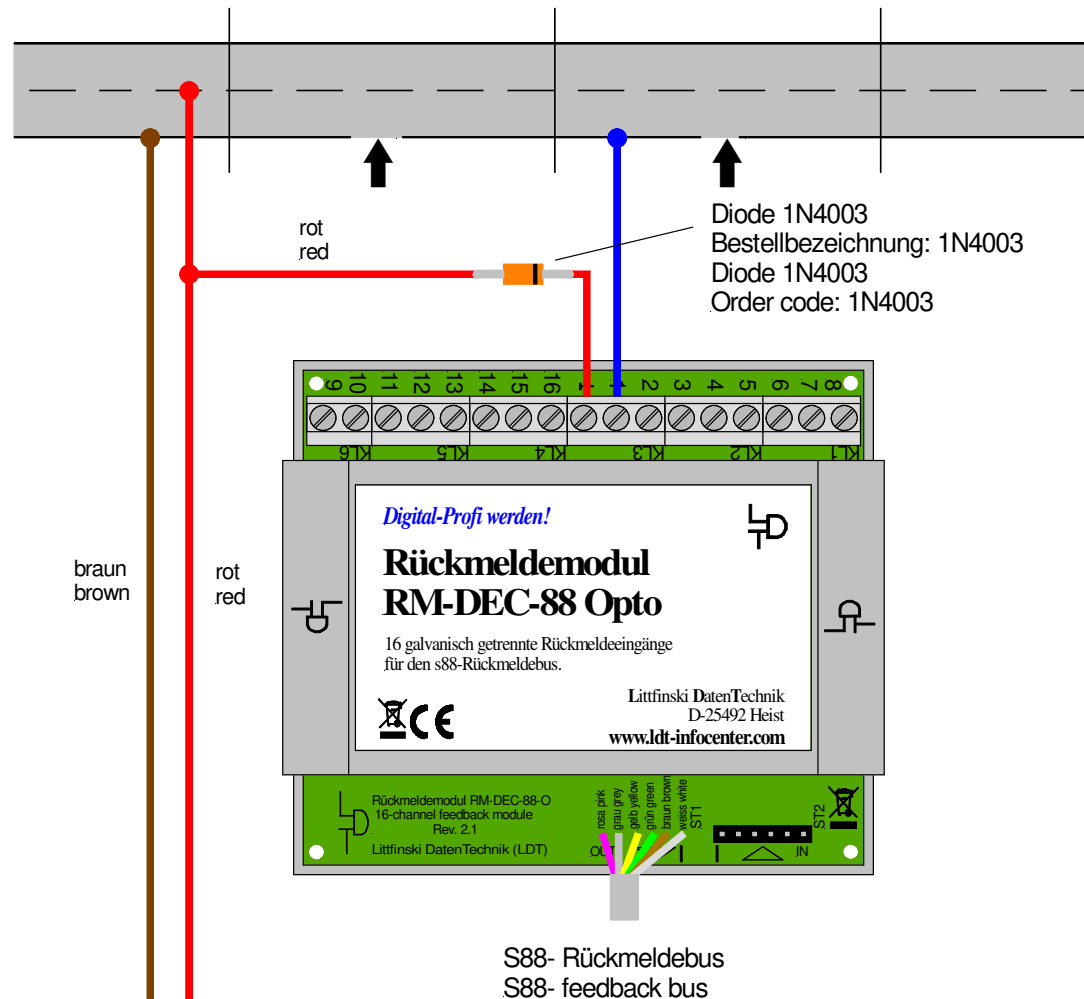 Diode 1N4003
Bestellbezeichnung: 1N4003
Diode 1N4003
Order code: 1N4003
rot
red
9 10 11 12 13 14 15 16 1 1 2 3 4 5 6 7 8
KL6 KL5 KL4 KL3 KL2 KL1
braun
brown
rot
red
Digital-Profi werden!
Rückmeldemodul
RM-DEC-88 Opto
16 galvanisch getrennte Rückmeldeeingänge
für den s88-Rückmeldebus.
CE
Littfinski DatenTechnik
D-25492 Heist
www.ldt-infocenter.com
Rückmeldemodul RM-DEC-88-O
16-channel feedback module
Rev. 2.1
Littfinski DatenTechnik (LDT)
rosa pink
grau grey
gelb yellow
grün green
braun brown
weiss white
ST1
ST2
IN
S88- Rückmeldebus
S88- feedback bus